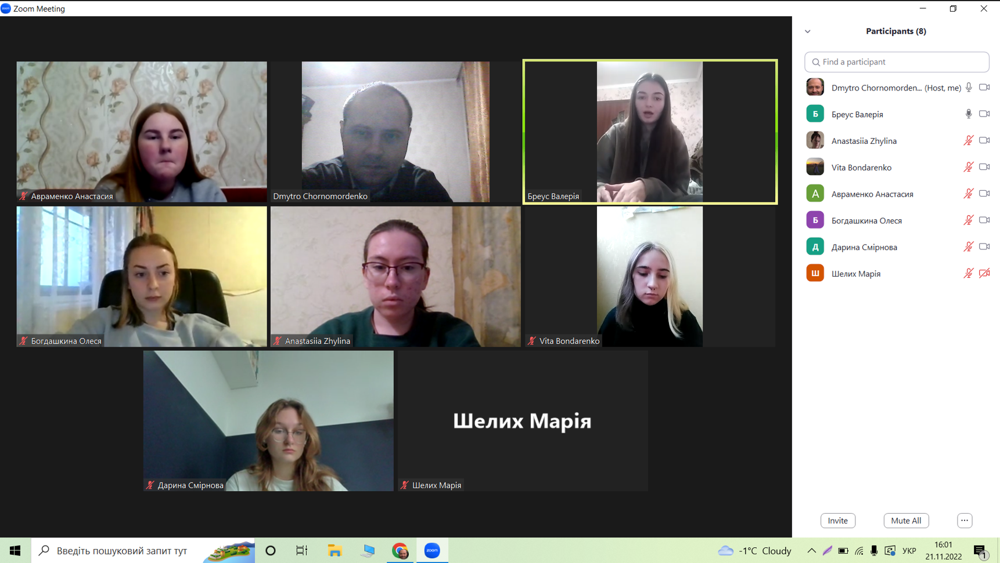 zoom
Zoom Meeting
Авраменко Анастасия
Dmytro Chornomordenko
Бреус Валерія
Богдашкина Олеся
Anastasiia Zhylina
Vita Bondarenko
Дарина Смірнова
Шелих Марія
Шелих Марія
Participants (8)
Find a participant
Dmytro Chornomorden... (Host, me)
Б
Бреус Валерія
Anastasiia Zhylina
Vita Bondarenko
А
Авраменко Анастасия
Б
Богдашкина Олеся
Д
Дарина Смірнова
Ш
Шелих Марія
Invite
Mute All
...
Введіть пошуковий запит тут
zoom
-1°C Cloudy
УКР
16:01
21.11.2022
1